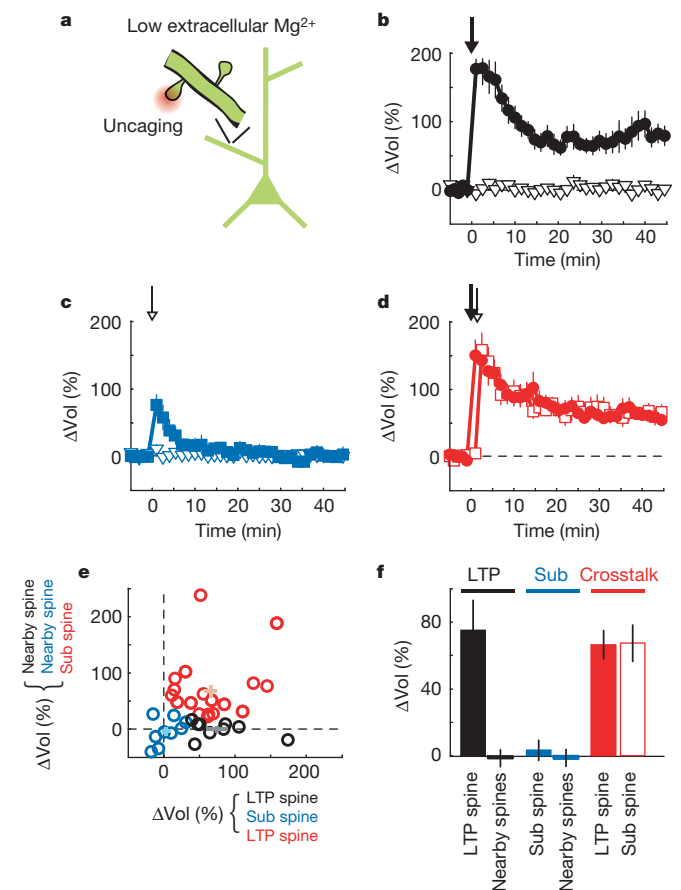 a
Low extracellular Mg2+
Uncaging
b
ΔVol (%)
200
100
0
0 10 20 30 40
Time (min)
c
ΔVol (%)
200
100
0
0 10 20 30 40
Time (min)
d
ΔVol (%)
200
100
0
0 10 20 30 40
Time (min)
e
ΔVol (%) {
Nearby spine
Nearby spine
Sub spine
200
100
0
0 100 200
ΔVol (%) {
LTP spine
Sub spine
LTP spine
f
LTP Sub Crosstalk
ΔVol (%)
80
40
0
LTP spine
Nearby spines
Sub spine
Nearby spines
LTP spine
Sub spine